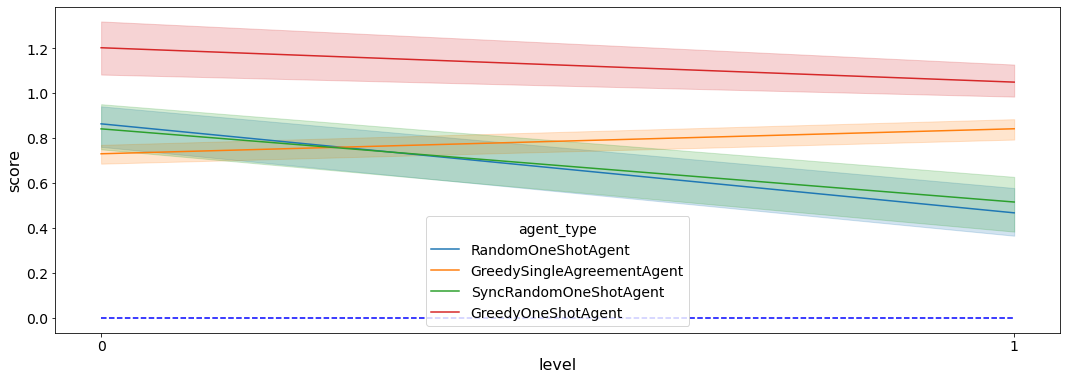 score
1.2
1.0
0.8
0.6
0.4
0.2
0.0
agent_type
RandomOneShotAgent
GreedySingleAgreementAgent
SyncRandomOneShotAgent
GreedyOneShotAgent
0
1
level